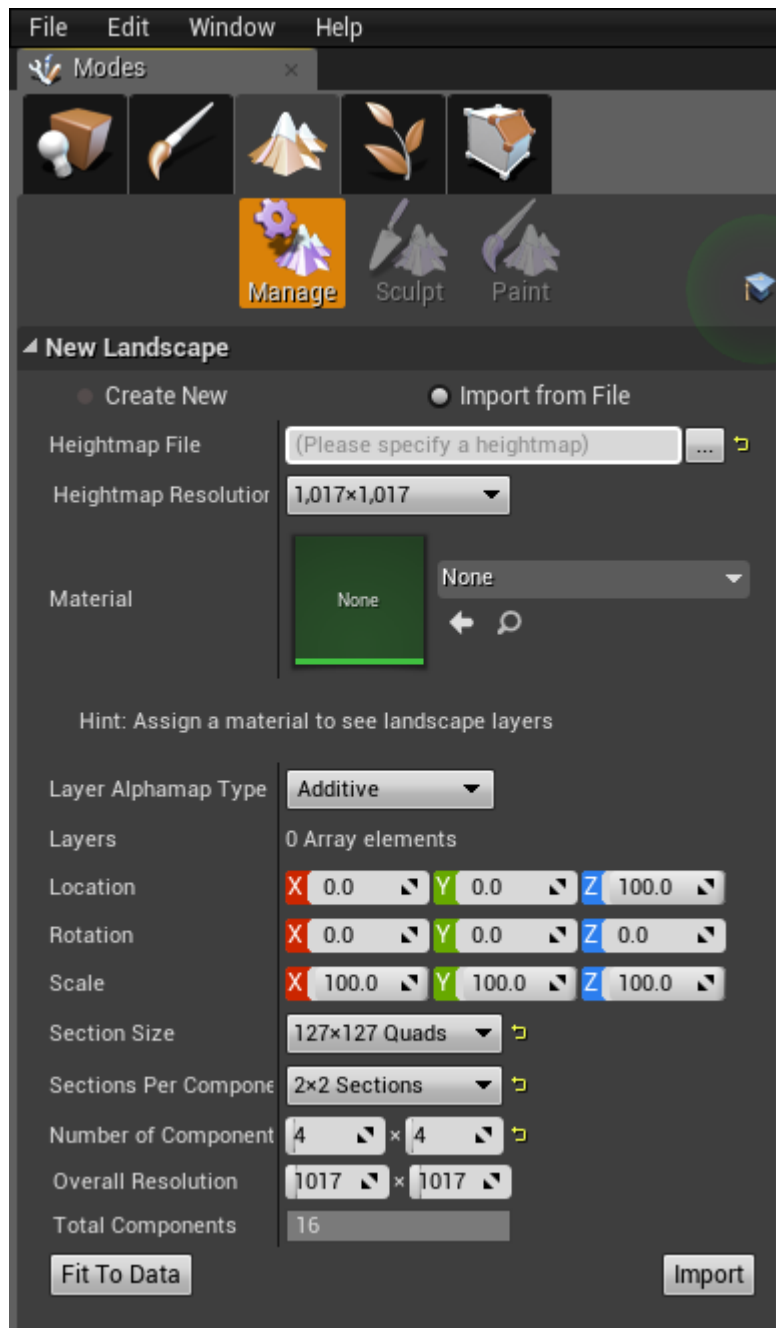 File Edit Window Help
Modes
Manage Sculpt Paint
New Landscape
Create New Import from File
Heightmap File (Please specify a heightmap) ...
Heightmap Resolution 1,017×1,017
Material None None
Hint: Assign a material to see landscape layers
Layer Alphamap Type Additive
Layers 0 Array elements
Location X 0.0 Y 0.0 Z 100.0
Rotation X 0.0 Y 0.0 Z 0.0
Scale X 100.0 Y 100.0 Z 100.0
Section Size 127×127 Quads
Sections Per Compone 2×2 Sections
Number of Component 4 × 4
Overall Resolution 1017 × 1017
Total Components 16
Fit To Data Import